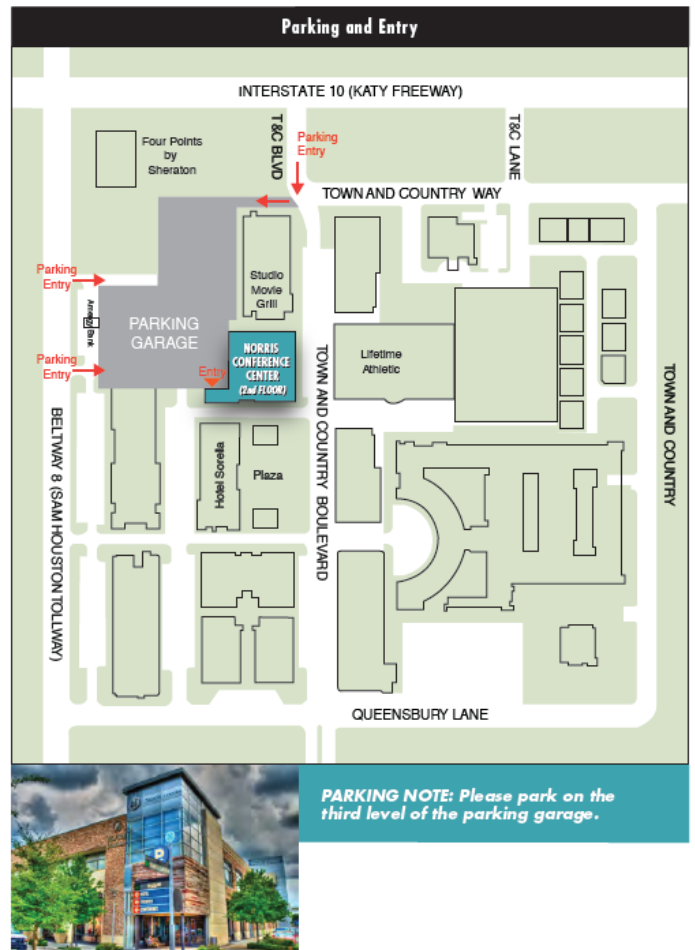 Parking and Entry
INTERSTATE 10 (KATY FREEWAY)
T&C BLVD
T&C LANE
Parking
Entry
Four Points
by
Sheraton
TOWN AND COUNTRY WAY
Parking
Entry
Studio
Movie
Grill
Amegy Bank
PARKING
GARAGE
NORRIS
CONFERENCE
CENTER
(2nd FLOOR)
Entry
Lifetime
Athletic
Parking
Entry
TOWN AND COUNTRY BOULEVARD
TOWN AND COUNTRY
BELTWAY 8 (SAM HOUSTON TOLLWAY)
Hotel Sorella
Plaza
QUEENSBURY LANE
PARKING NOTE: Please park on the
third level of the parking garage.